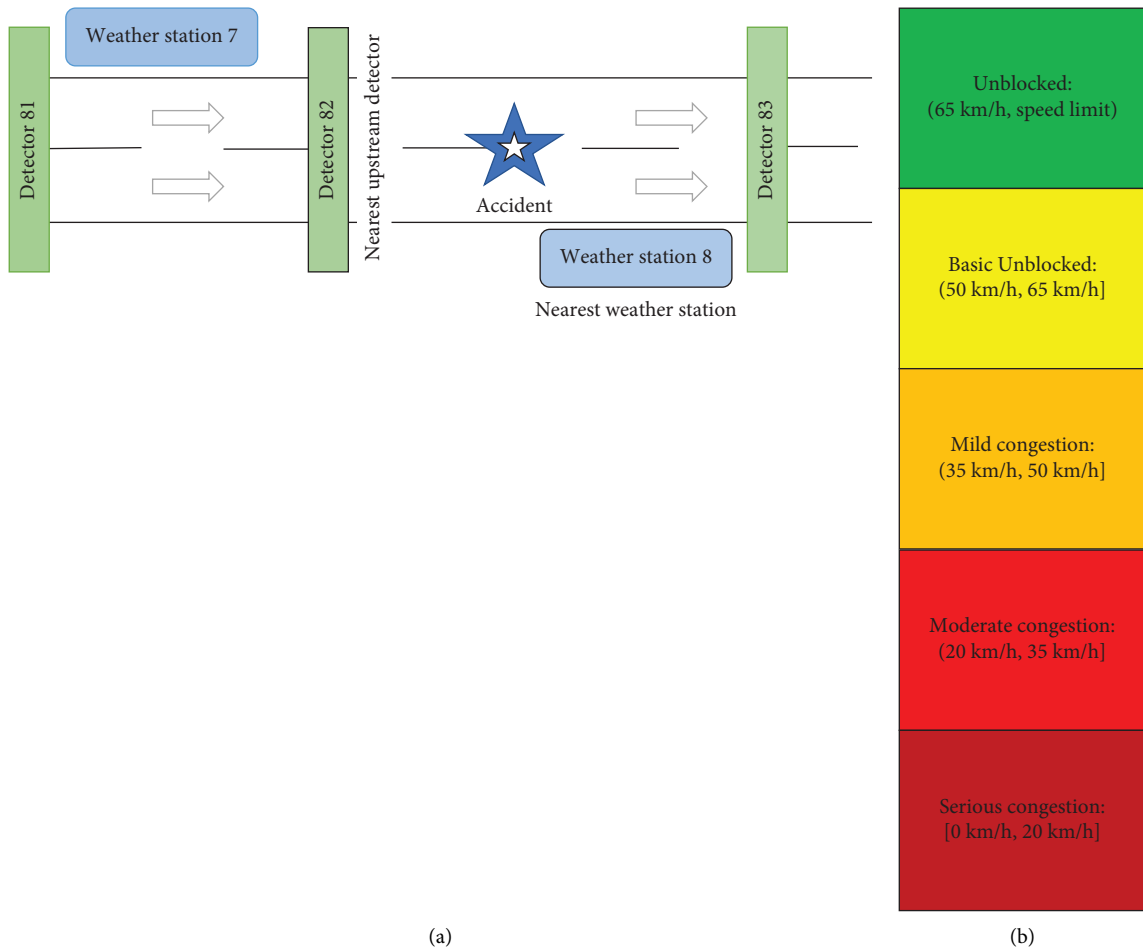 Weather station 7
Detector 81
Detector 82
Nearest upstream detector
Accident
Detector 83
Weather station 8
Nearest weather station
(a)
Unblocked:
(65 km/h, speed limit)
Basic Unblocked:
(50 km/h, 65 km/h]
Mild congestion:
(35 km/h, 50 km/h]
Moderate congestion:
(20 km/h, 35 km/h]
Serious congestion:
[0 km/h, 20 km/h]
(b)